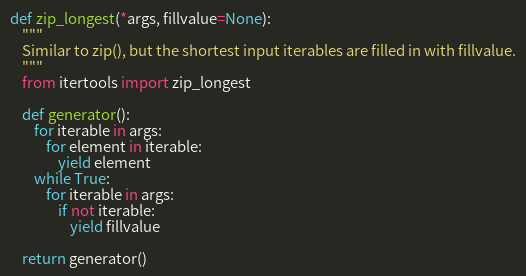 def zip_longest(*args, fillvalue=None):
    """
    Similar to zip(), but the shortest input iterables are filled in with fillvalue.
    """
    from itertools import zip_longest

    def generator():
        for iterable in args:
            for element in iterable:
                yield element
        while True:
            for iterable in args:
                if not iterable:
                    yield fillvalue

    return generator()